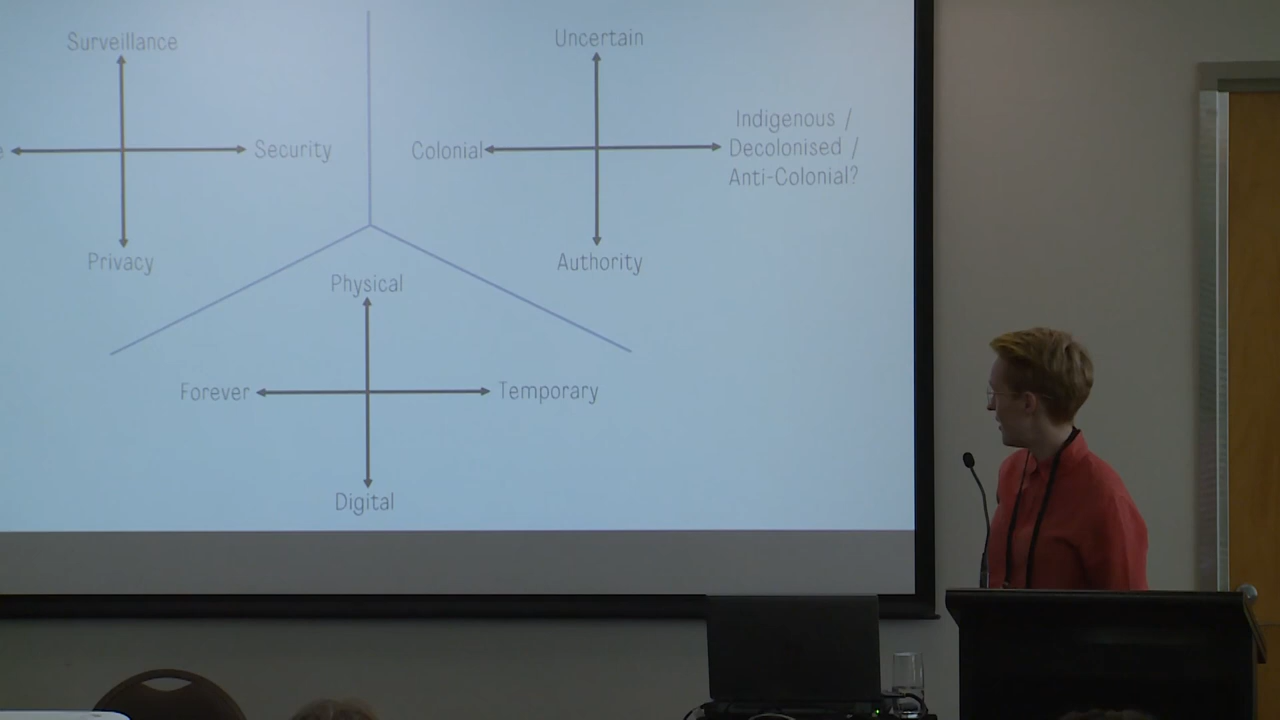 Surveillance
Security
Privacy
Uncertain
Colonial
Indigenous /
Decolonised /
Anti-Colonial?
Authority
Physical
Forever
Temporary
Digital